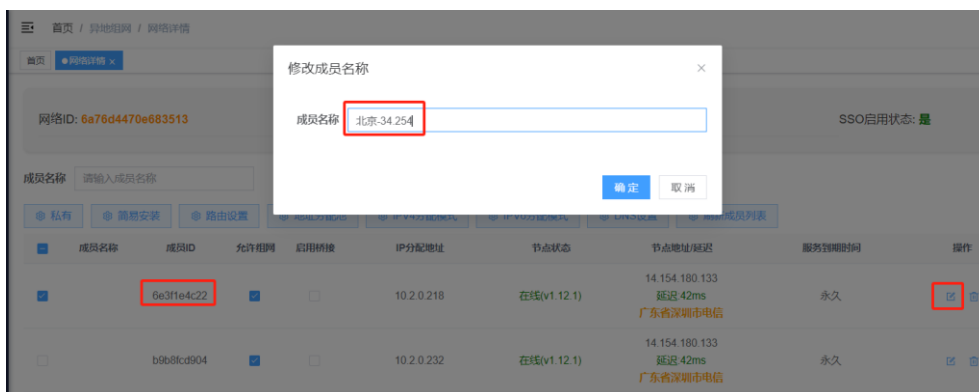 首页 / 异地组网 / 网络详情
首页 网络详情 ×
修改成员名称 ×
网络ID: 6a76d4470e683513
成员名称 北京-34.254
SSO启用状态: 是
成员名称 请输入成员名称
确定 取消
私有 简易安装 路由设置 IPV4分配模式 DNS设置 刷新成员列表
成员名称 成员ID 允许组网 启用桥接 IP分配地址 节点状态 节点地址/延迟 服务到期时间 操作
14.154.180.133
6e3f1e4c22 10.2.0.218 在线(v1.12.1) 延迟:42ms 永久
广东省深圳市电信
14.154.180.133
b9b8fcd904 10.2.0.232 在线(v1.12.1) 延迟:42ms 永久
广东省深圳市电信